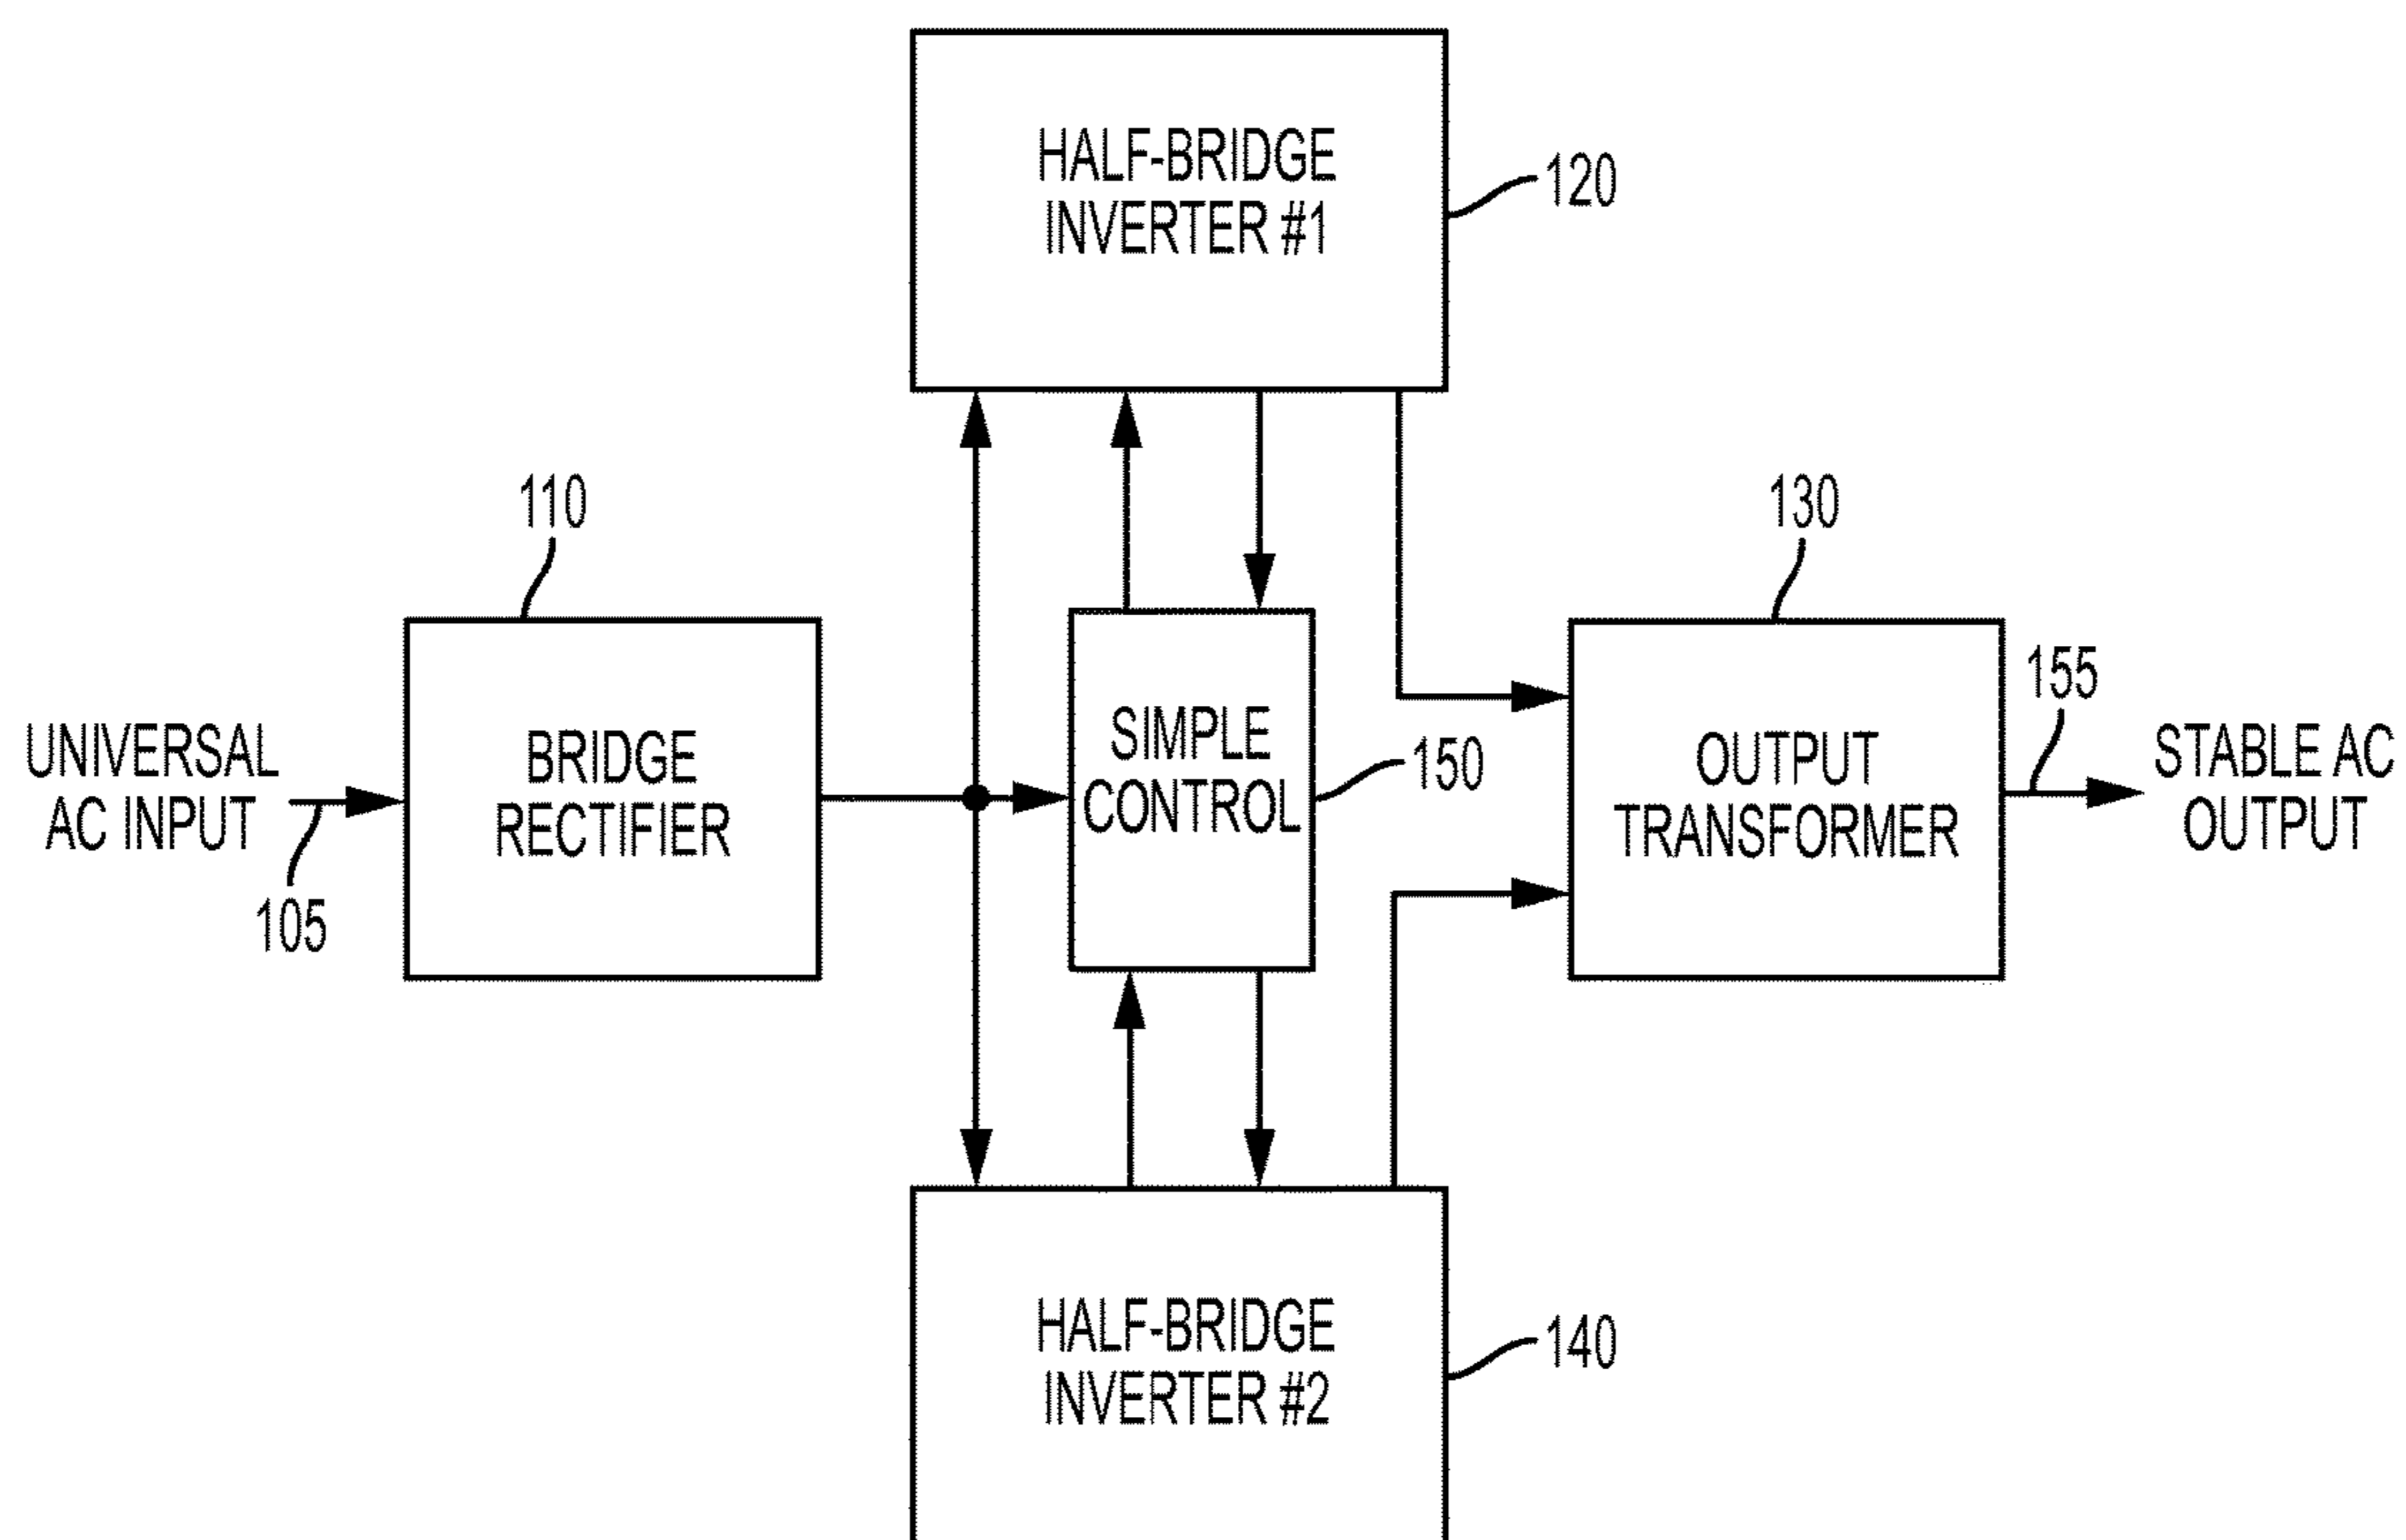 HALF-BRIDGE
INVERTER #1
120
110
130
UNIVERSAL
AC INPUT
105
BRIDGE
RECTIFIER
SIMPLE
CONTROL
150
OUTPUT
TRANSFORMER
155
STABLE AC
OUTPUT
HALF-BRIDGE
INVERTER #2
140